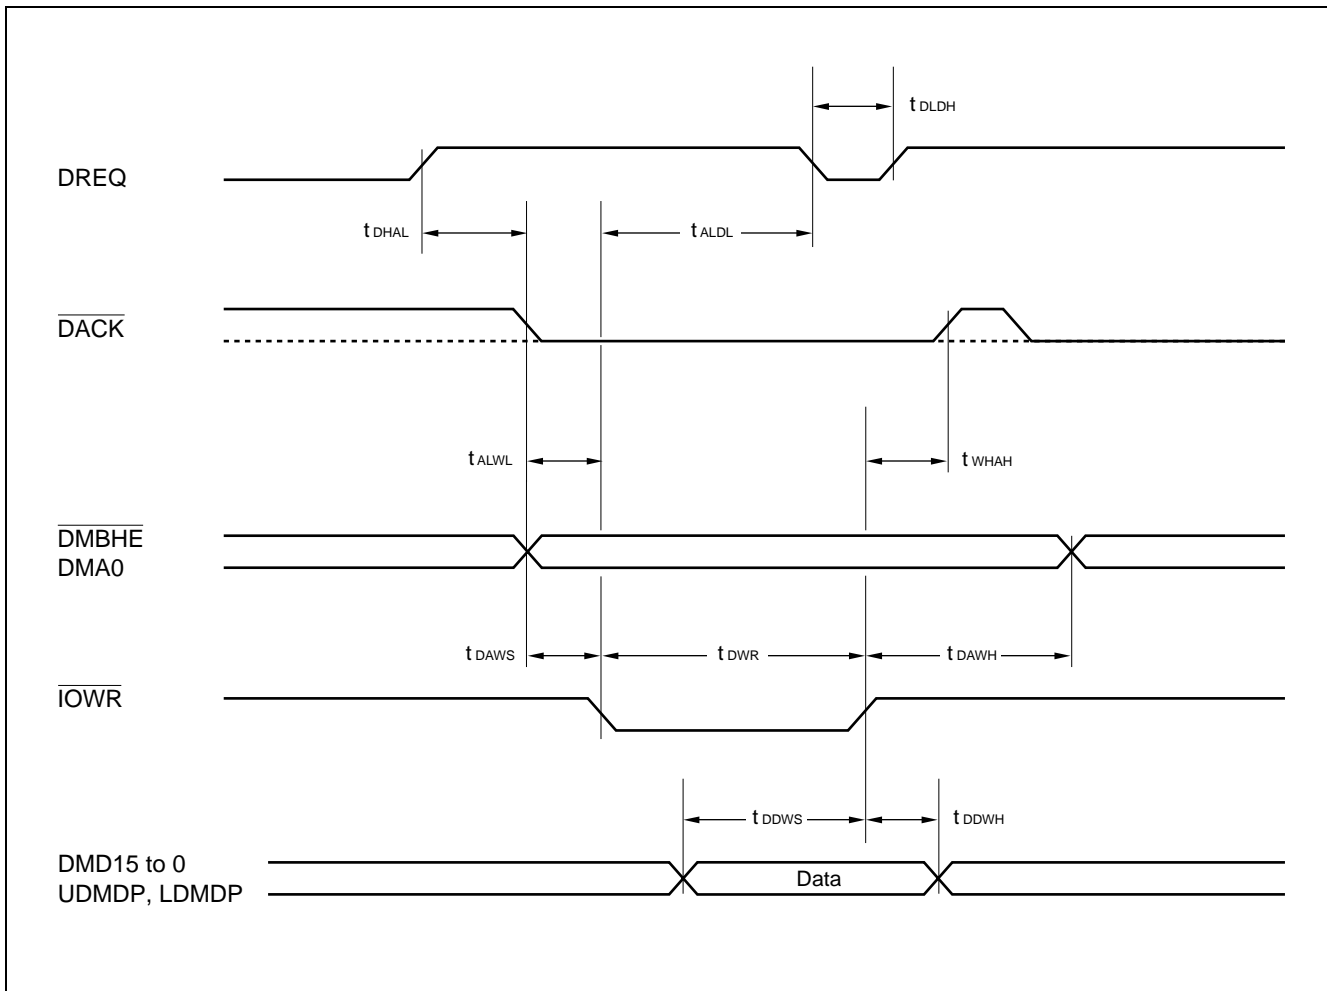 t DLDH
DREQ
t DHAL
t ALDL
DACK
t ALWL
t WHAH
DMBHE
DMA0
t DAWS
t DWR
t DAWH
IOWR
t DDWS
t DDWH
DMD15 to 0
Data
UDMDP, LDMDP